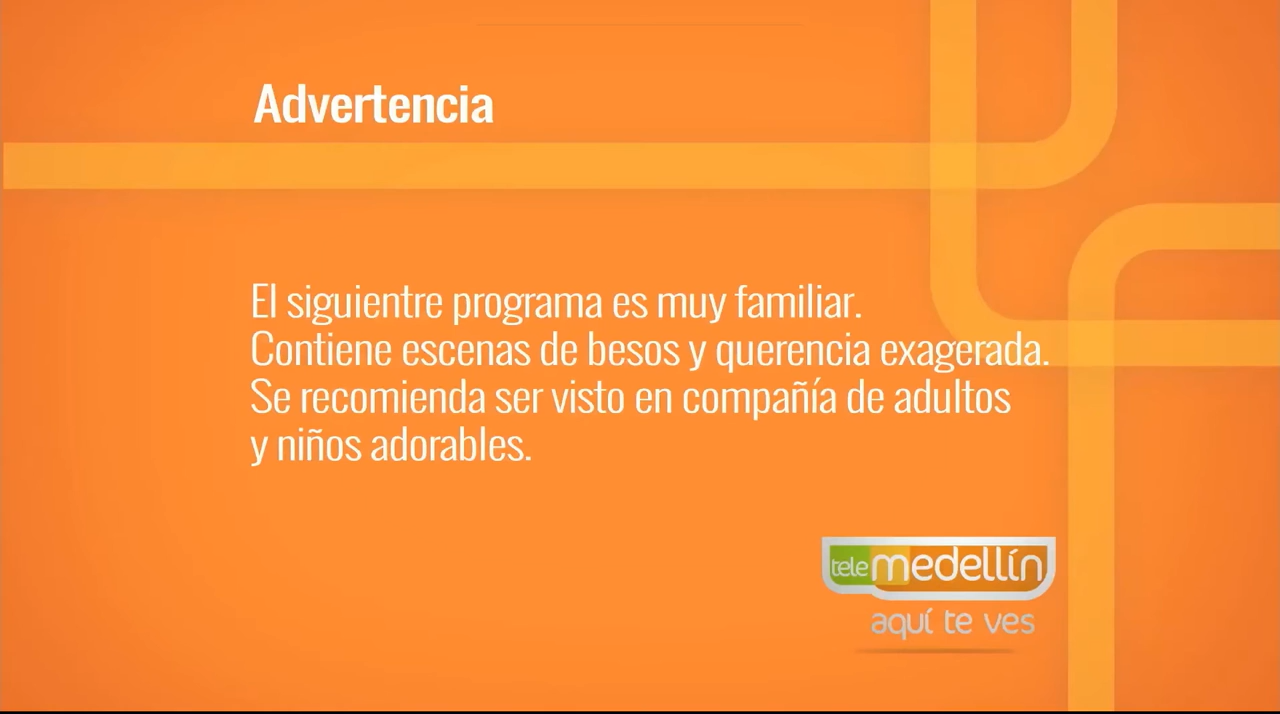 Advertencia
El siguientre programa es muy familiar.
Contiene escenas de besos y querencia exagerada.
Se recomienda ser visto en compañía de adultos
y niños adorables.
tele medellín
aquí te ves